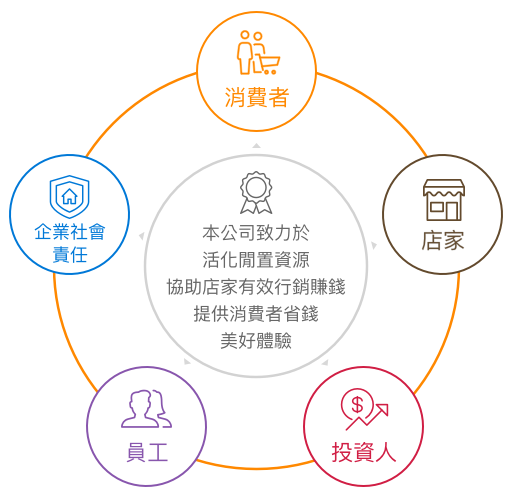 消費者
企業社會
責任
店家
本公司致力於
活化閒置資源
協助店家有效行銷賺錢
提供消費者省錢
美好體驗
員工
投資人